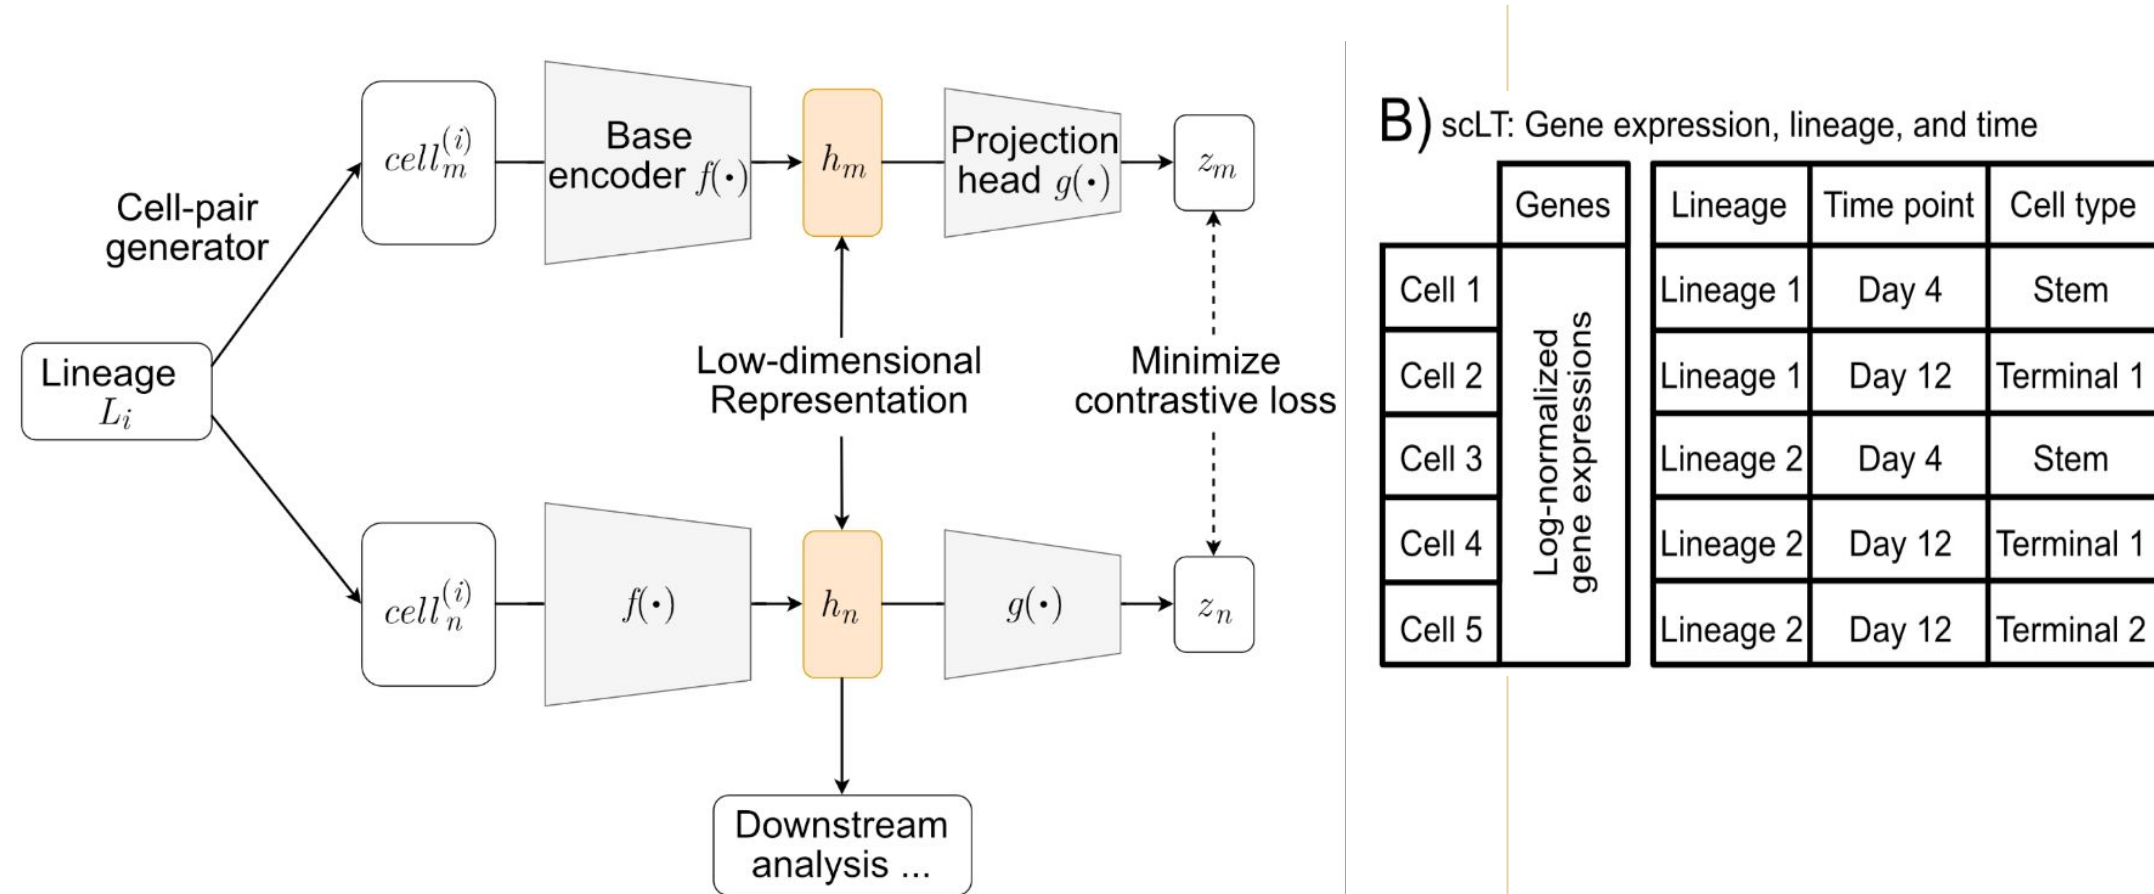 Cell-pair
generator
Lineage
L_i
cell_m^{(i)}
Base
encoder f(·)
h_m
Projection
head g(·)
z_m
Low-dimensional
Representation
Minimize
contrastive loss
cell_n^{(i)}
f(·)
h_n
g(·)
z_n
Downstream
analysis ...
B) scLT: Gene expression, lineage, and time
Genes Lineage Time point Cell type
Log-normalized
gene expressions
Cell 1 Lineage 1 Day 4 Stem
Cell 2 Lineage 1 Day 12 Terminal 1
Cell 3 Lineage 2 Day 4 Stem
Cell 4 Lineage 2 Day 12 Terminal 1
Cell 5 Lineage 2 Day 12 Terminal 2